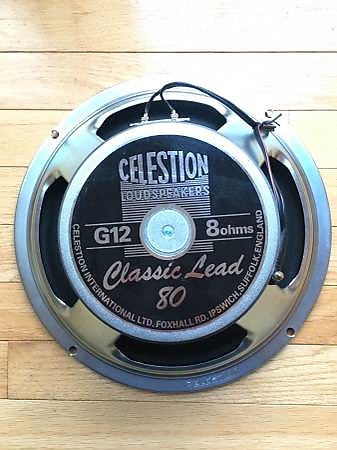 CELESTION
LOUDSPEAKERS
G12 8ohms
Classic Lead
80
CELESTION INTERNATIONAL LTD. FOXHALL RD. IPSWICH, SUFFOLK, ENGLAND